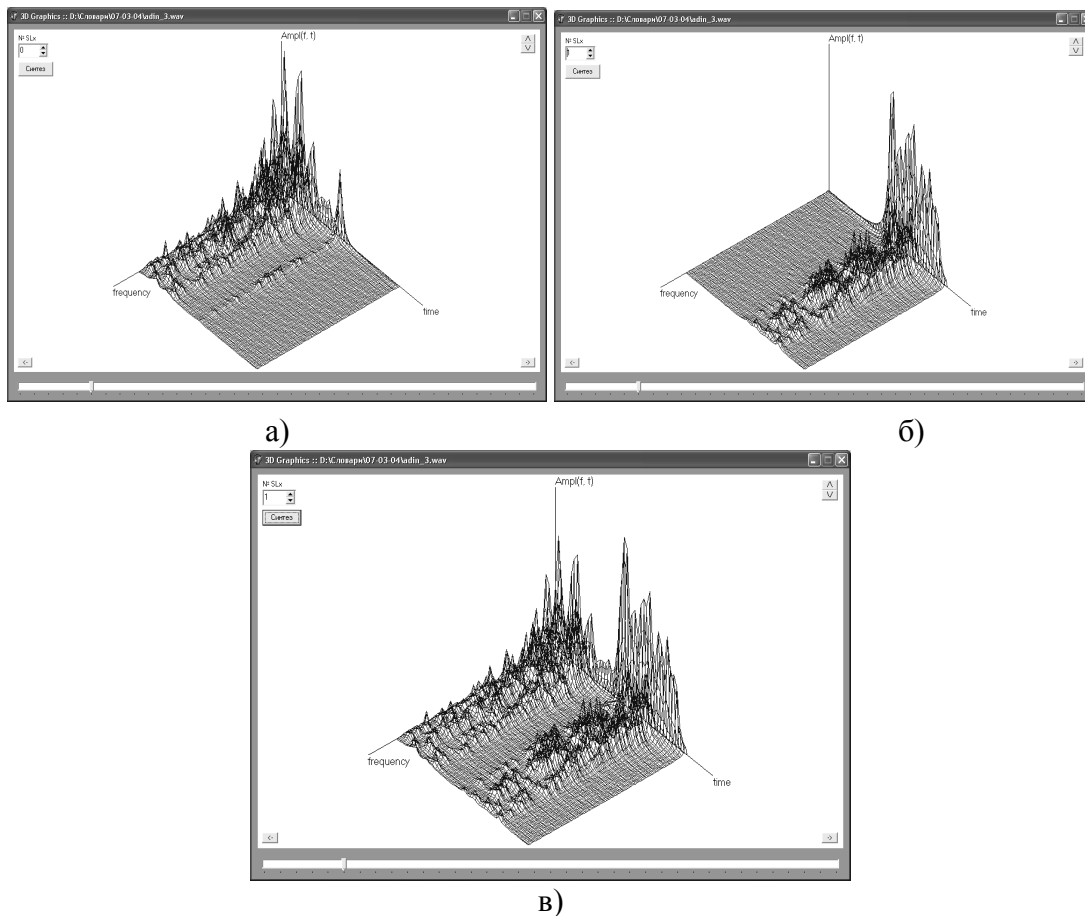 3D Graphics :: D:\Словари\07-03-04\adin_3.wav
№ SLx
0
Синтез
Ampl(f, t)
frequency
time
а)
3D Graphics :: D:\Словари\07-03-04\adin_3.wav
№ SLx
1
Синтез
Ampl(f, t)
frequency
time
б)
3D Graphics :: D:\Словари\07-03-04\adin_3.wav
№ SLx
1
Синтез
Ampl(f, t)
frequency
time
в)